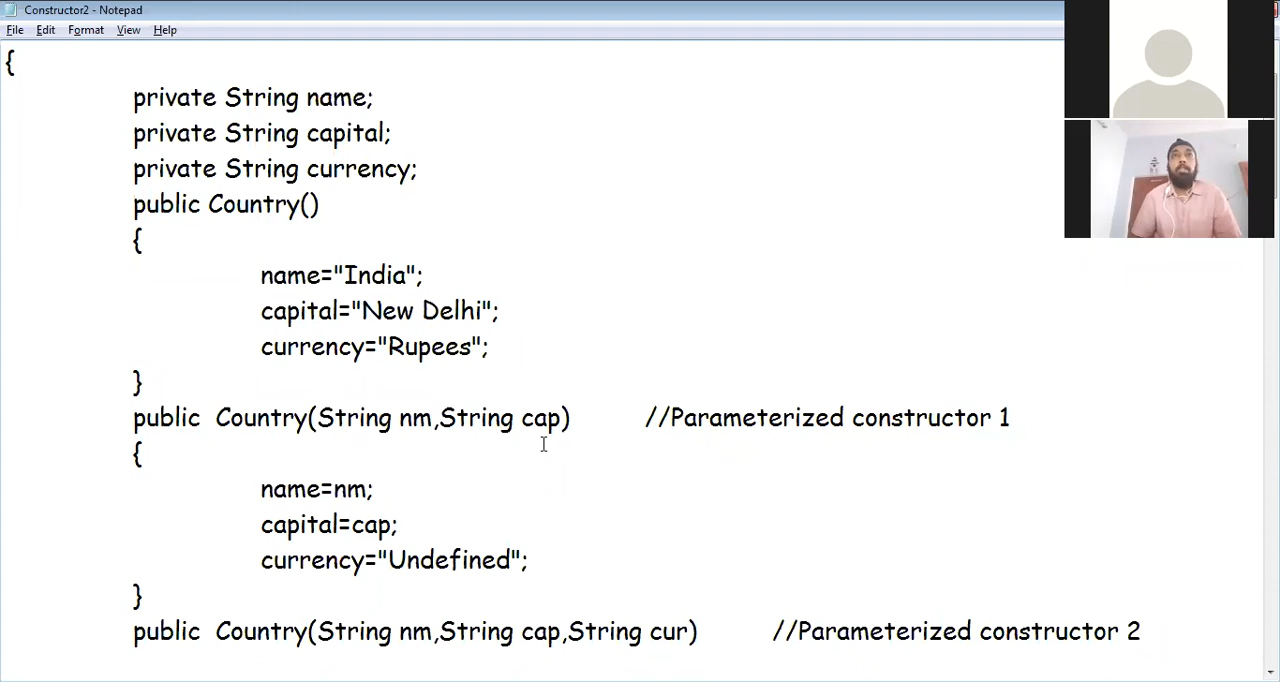 Constructor2 - Notepad
File Edit Format View Help
{
private String name;
private String capital;
private String currency;
public Country()
{
name="India";
capital="New Delhi";
currency="Rupees";
}
public  Country(String nm,String cap) //Parameterized constructor 1
{
name=nm;
capital=cap;
currency="Undefined";
}
public  Country(String nm,String cap,String cur) //Parameterized constructor 2